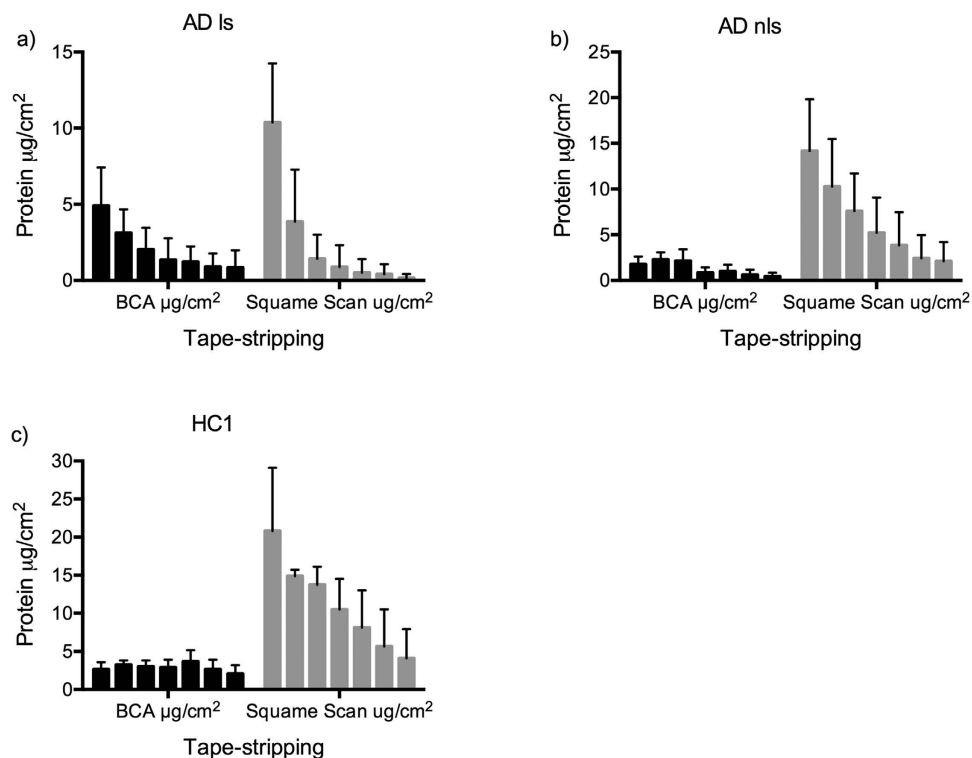 a)
AD ls
Protein µg/cm²
15
10
5
0
BCA µg/cm²
Squame Scan ug/cm²
Tape-stripping
b)
AD nls
Protein µg/cm²
25
20
15
10
5
0
BCA µg/cm²
Squame Scan ug/cm²
Tape-stripping
c)
HC1
Protein µg/cm²
30
25
20
15
10
5
0
BCA µg/cm²
Squame Scan ug/cm²
Tape-stripping